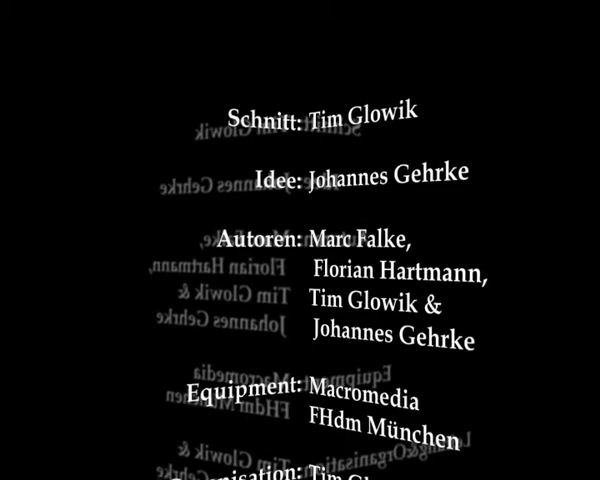 Schnitt: Tim Glowik
Idee: Johannes Gehrke
Autoren: Marc Falke,
Florian Hartmann,
Tim Glowik &
Johannes Gehrke
Equipment: Macromedia
FHdm München
Tim